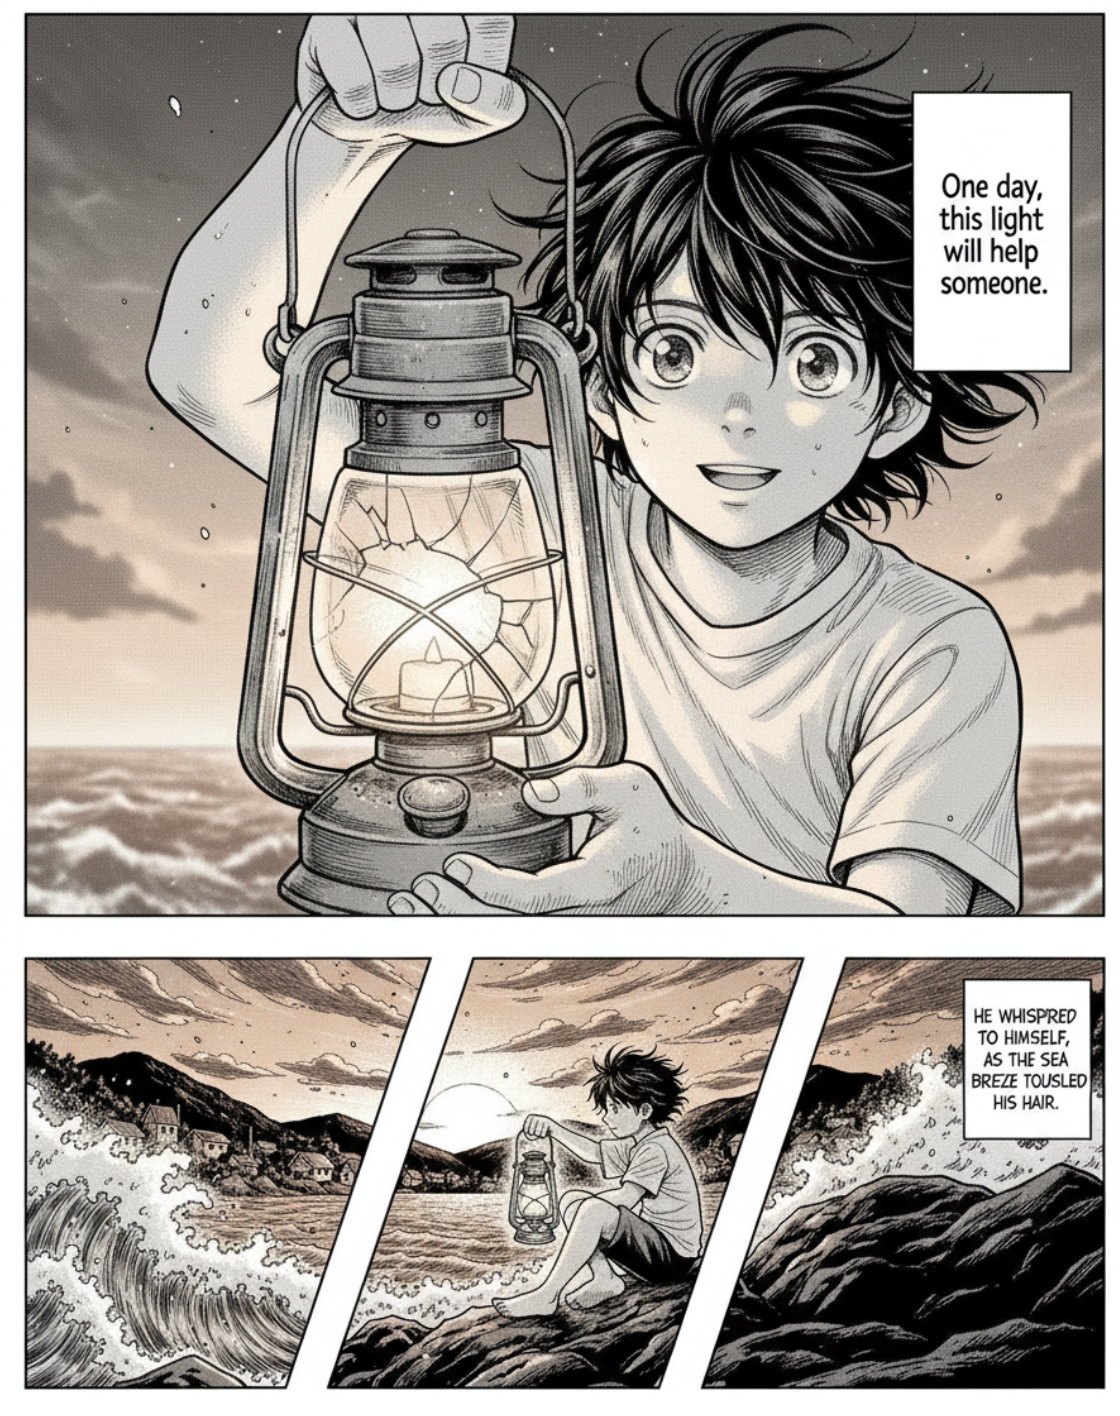 One day,
this light
will help
someone.
HE WHISPRED
TO HIMSELF,
AS THE SEA
BREZE TOUSLED
HIS HAIR.